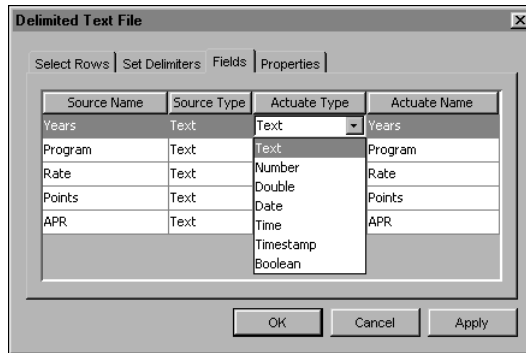 Delimited Text File
Select Rows Set Delimiters Fields Properties
Source Name Source Type Actuate Type Actuate Name
Years Text Text Years
Program Text Text Program
Rate Text Number Rate
Points Text Double Points
APR Text Date APR
Time
Timestamp
Boolean
OK Cancel Apply